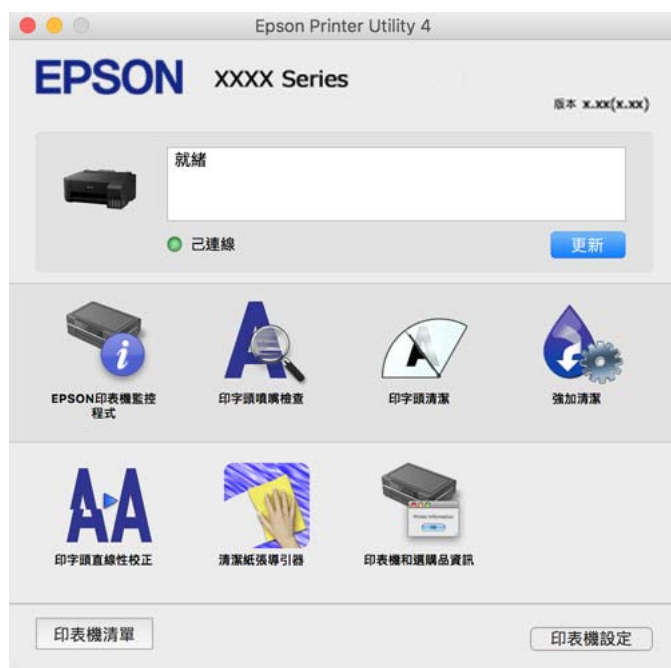 Epson Printer Utility 4
EPSON XXXX Series
版本 x.xx(x.xx)
就緒
己連線
更新
EPSON印表機監控
程式
印字頭噴嘴檢查
印字頭清潔
強加清潔
印字頭直線性校正
清潔紙張導引器
印表機和選購品資訊
Printer Information
印表機清單
印表機設定